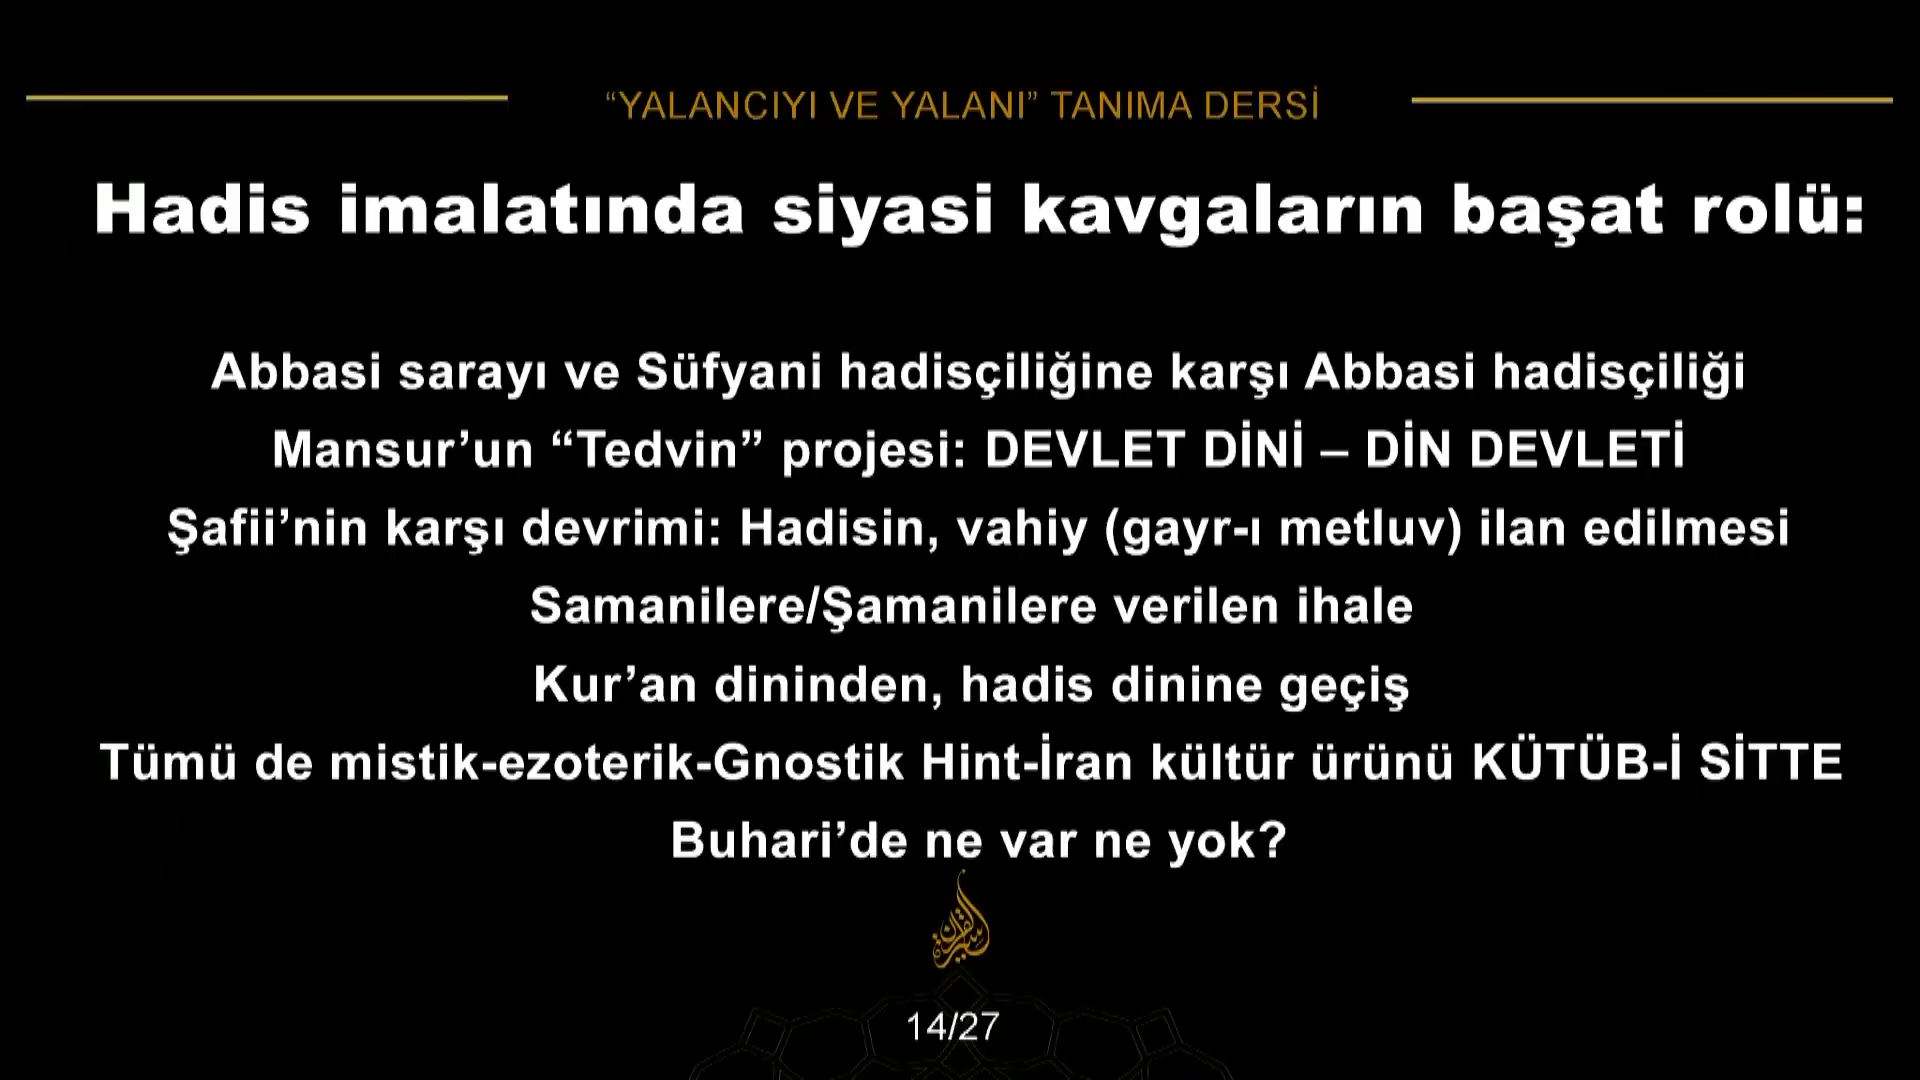 “YALANCIYI VE YALANI” TANIMA DERSİ
Hadis imalatında siyasi kavgaların başat rolü:
Abbasi sarayı ve Süfyani hadisçiliğine karşı Abbasi hadisçiliği
Mansur’un “Tedvin” projesi: DEVLET DİNİ – DİN DEVLETİ
Şafii’nin karşı devrimi: Hadisin, vahiy (gayr-ı metluv) ilan edilmesi
Samanilere/Şamanilere verilen ihale
Kur’an dininden, hadis dinine geçiş
Tümü de mistik-ezoterik-Gnostik Hint-İran kültür ürünü KÜTÜB-İ SİTTE
Buhari’de ne var ne yok?
14/27